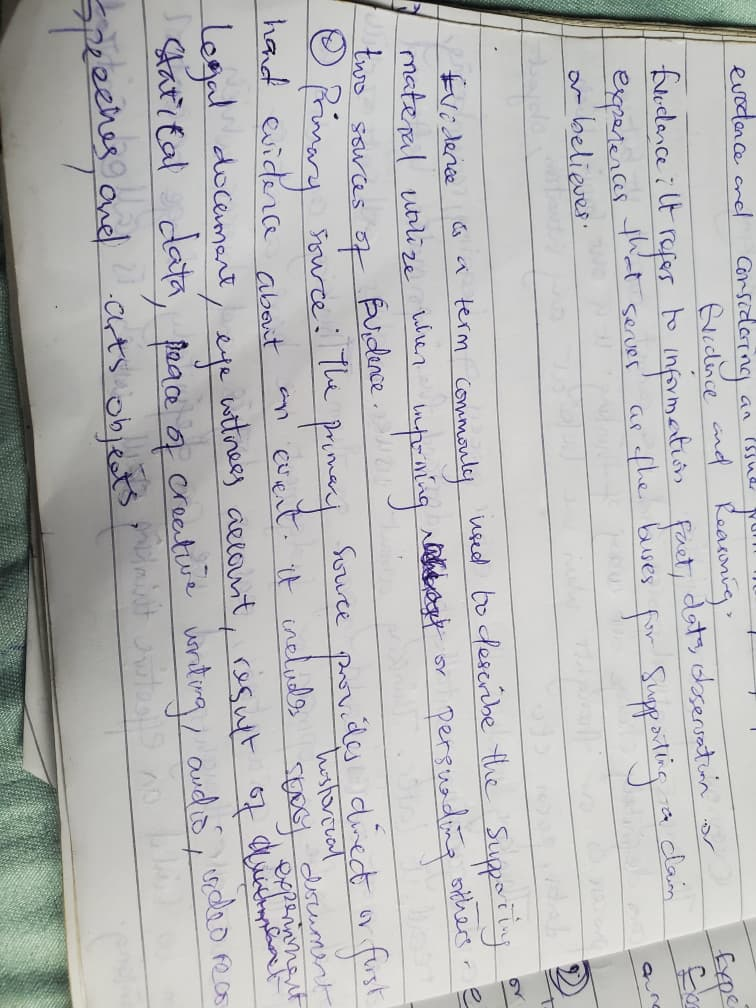 evidence and considering an issue
Evidence and Reasoning.
Evidence: It refers to information fact, data, observation or
experiences that serves as the bases for supporting a claim
or believes.
Evidence is a term commonly used to describe the supporting
material utilize when informing or persuading others
two sources of Evidence.
Primary source: The primary source provides direct or first
hand evidence about an event. it includes historical document
legal document, eye witness account, result of experiment
statical data, peace of creative writing, audio, video reco
speeches and arts objects.
or